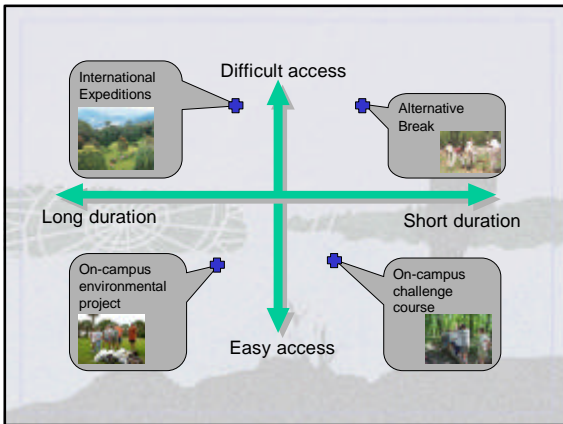 International
Expeditions
Difficult access
Alternative
Break
Long duration
Short duration
On-campus
environmental
project
On-campus
challenge
course
Easy access